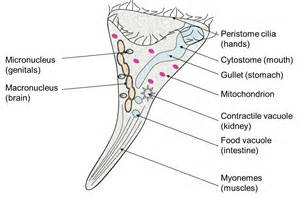 Micronucleus
(genitals)
Macronucleus
(brain)
Peristome cilia
(hands)
Cytostome (mouth)
Gullet (stomach)
Mitochondrion
Contractile vacuole
(kidney)
Food vacuole
(intestine)
Myonemes
(muscles)